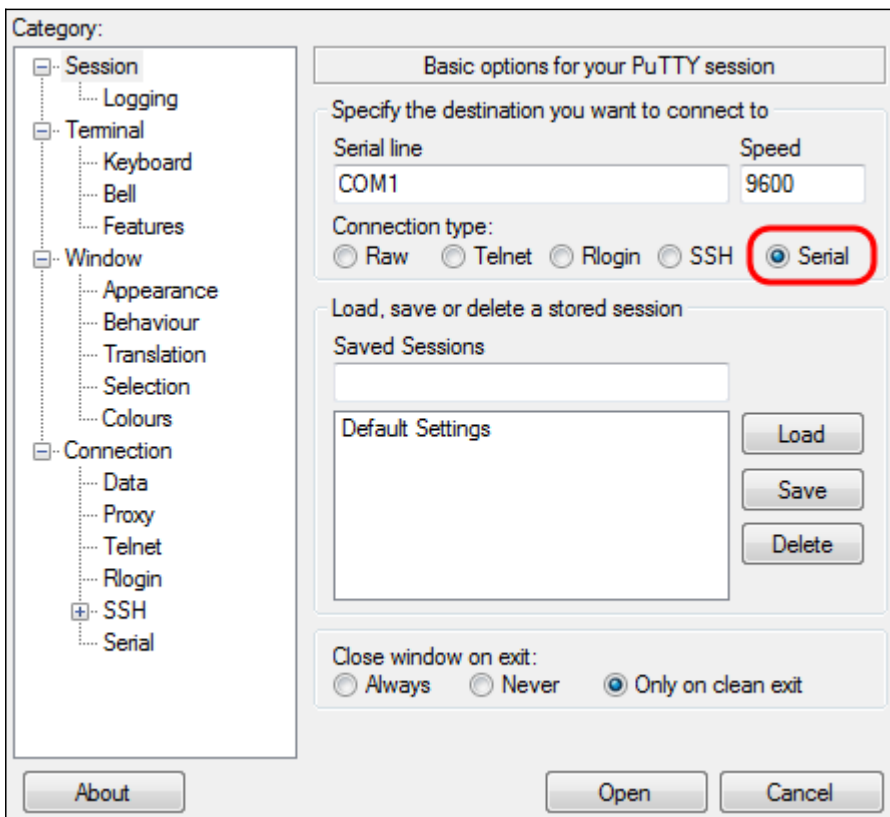 Category:
Session
Logging
Terminal
Keyboard
Bell
Features
Window
Appearance
Behaviour
Translation
Selection
Colours
Connection
Data
Proxy
Telnet
Rlogin
SSH
Serial
Basic options for your PuTTY session
Specify the destination you want to connect to
Serial line Speed
COM1 9600
Connection type:
Raw Telnet Rlogin SSH Serial
Load, save or delete a stored session
Saved Sessions
Default Settings
Load
Save
Delete
Close window on exit:
Always Never Only on clean exit
About Open Cancel